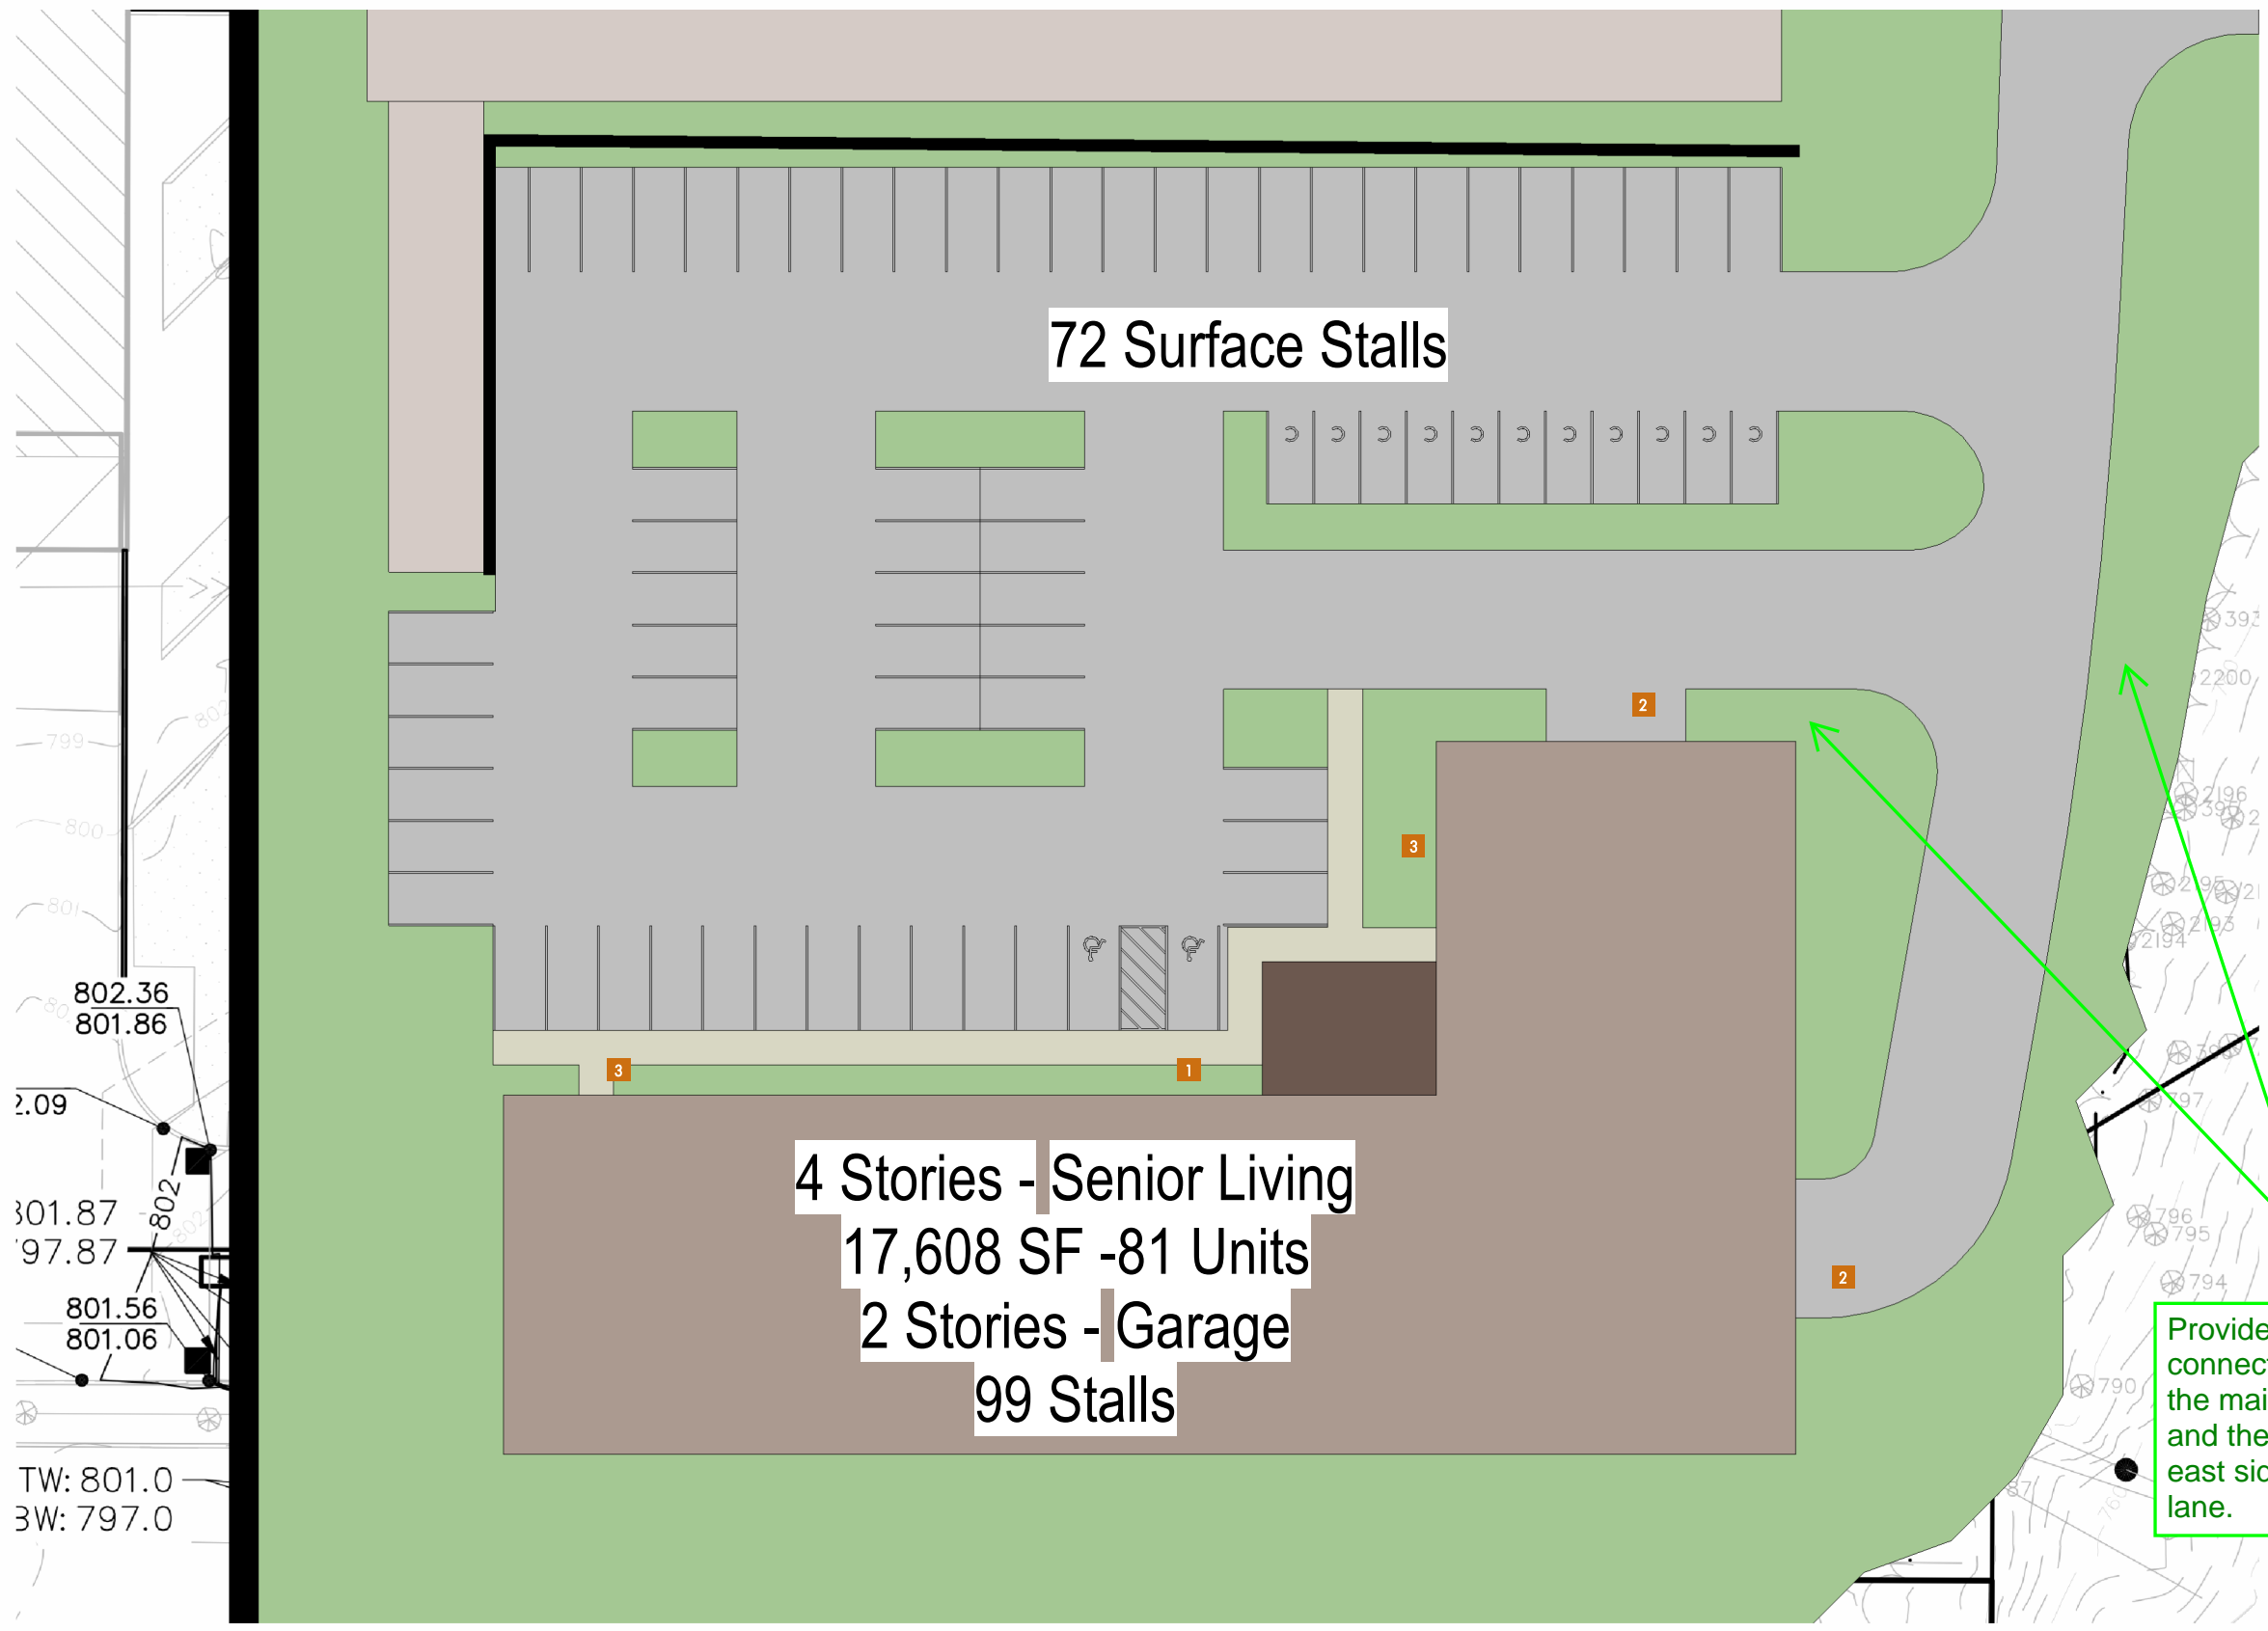 72 Surface Stalls
2
3
3
1
2
4 Stories - Senior Living
17,608 SF -81 Units
2 Stories - Garage
99 Stalls
802.36
801.86
2.09
802
801.87
797.87
801.56
801.06
TW: 801.0
BW: 797.0
799
800
801
2200
2196
2195
2193
2194
797
796
795
794
790
Provide
connect
the mai
and the
east sid
lane.